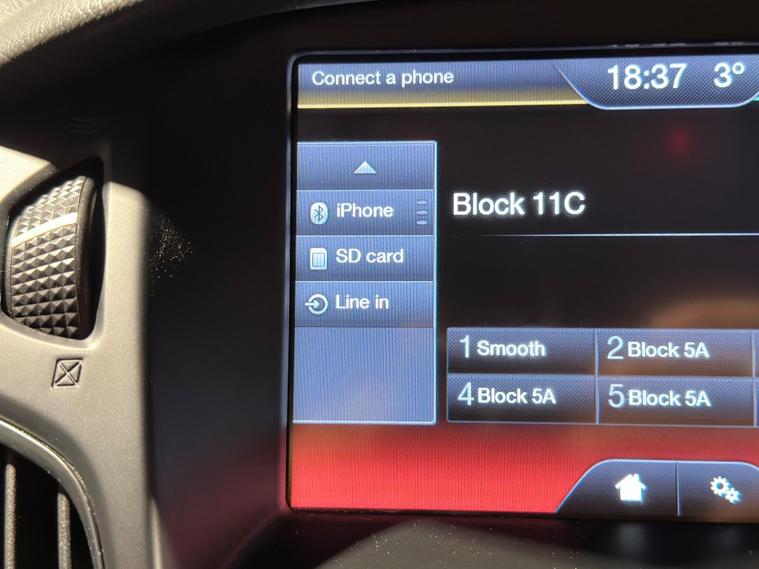 Connect a phone
18:37 3°
iPhone
SD card
Line in
Block 11C
1 Smooth
2 Block 5A
4 Block 5A
5 Block 5A